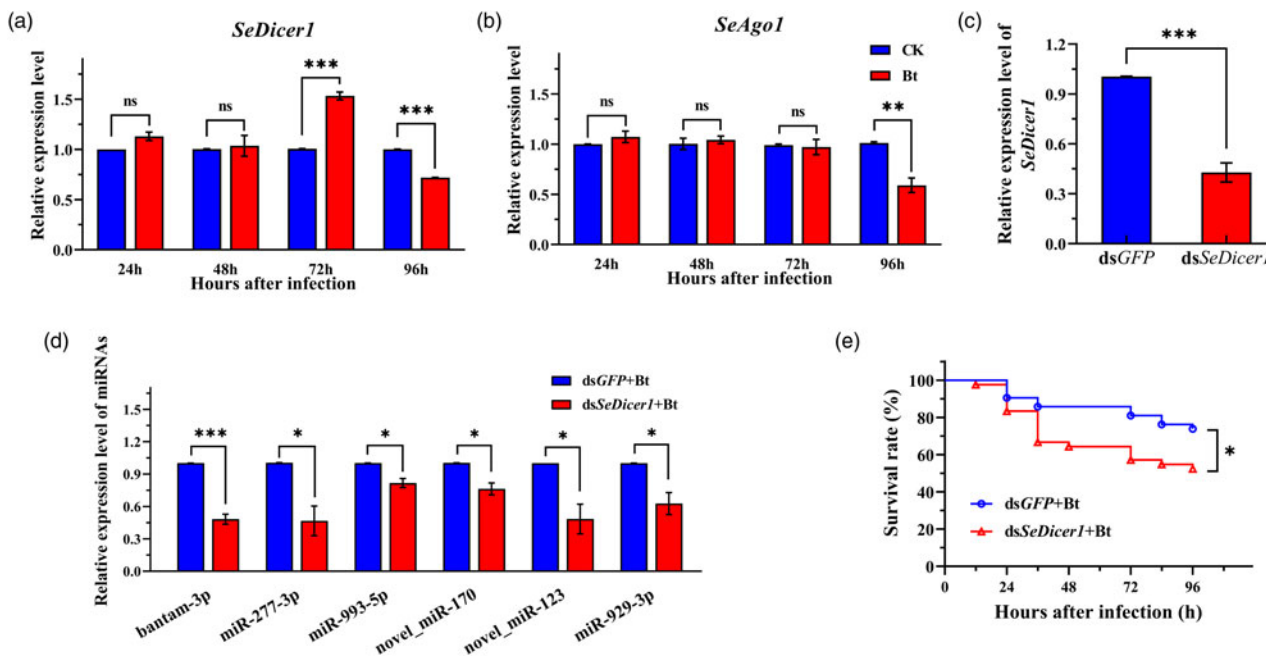 (a)
SeDicer1
Relative expression level
1.5
1.0
0.5
0.0
ns
ns
***
***
24h
48h
72h
96h
Hours after infection
(b)
SeAgo1
CK
Bt
Relative expression level
1.5
1.0
0.5
0.0
ns
ns
ns
**
24h
48h
72h
96h
Hours after infection
(c)
Relative expression level of
SeDicer1
1.2
0.9
0.6
0.3
0.0
***
dsGFP
dsSeDicer1
(d)
Relative expression level of miRNAs
dsGFP+Bt
dsSeDicer1+Bt
1.5
1.2
0.9
0.6
0.3
0.0
***
*
*
*
*
*
bantam-3p
miR-277-3p
miR-993-5p
novel_miR-170
novel_miR-123
miR-929-3p
(e)
Survival rate (%)
100
80
60
40
20
0
*
dsGFP+Bt
dsSeDicer1+Bt
0
24
48
72
96
Hours after infection (h)